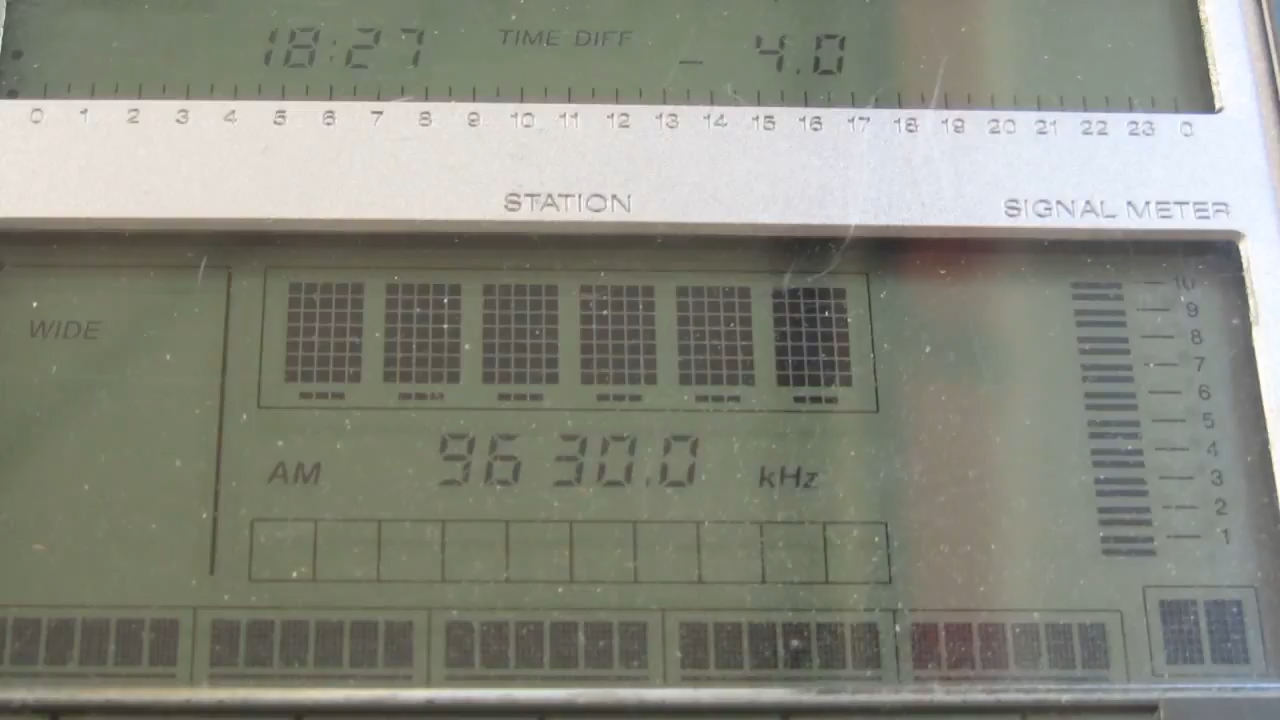 18:27 TIME DIFF - 4.0
0 1 2 3 4 5 6 7 8 9 10 11 12 13 14 15 16 17 18 19 20 21 22 23 0
STATION SIGNAL METER
WIDE
10
9
8
7
6
5
4
3
2
1
AM 9630.0 kHz